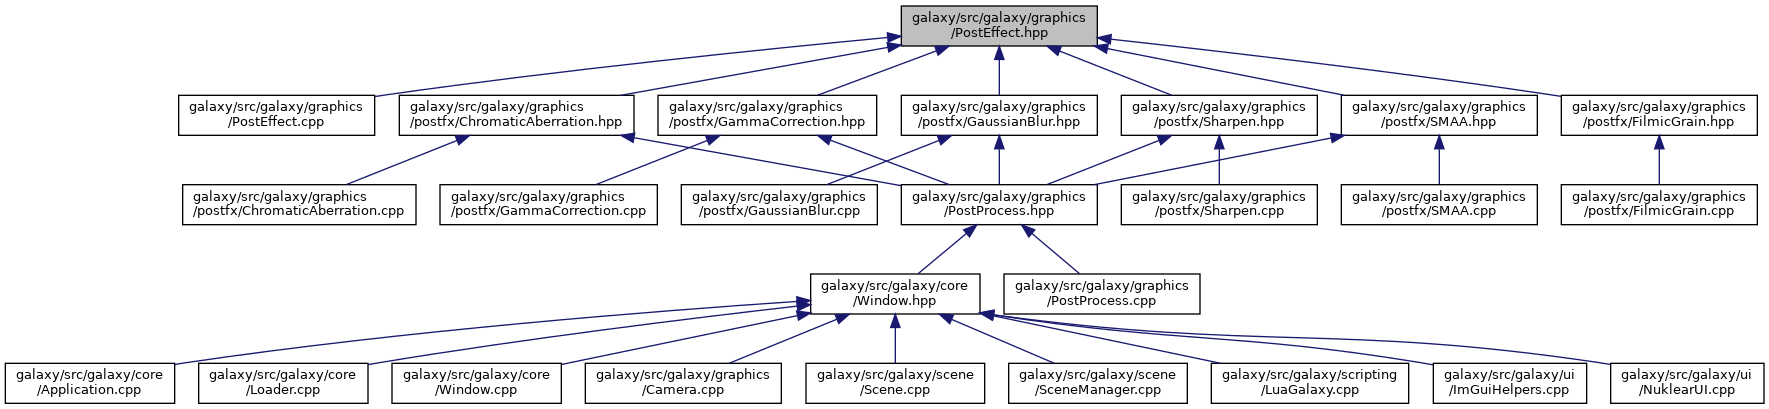 galaxy/src/galaxy/graphics
/PostEffect.hpp
galaxy/src/galaxy/graphics
/PostEffect.cpp
galaxy/src/galaxy/graphics
/postfx/ChromaticAberration.hpp
galaxy/src/galaxy/graphics
/postfx/GammaCorrection.hpp
galaxy/src/galaxy/graphics
/postfx/GaussianBlur.hpp
galaxy/src/galaxy/graphics
/postfx/Sharpen.hpp
galaxy/src/galaxy/graphics
/postfx/SMAA.hpp
galaxy/src/galaxy/graphics
/postfx/FilmicGrain.hpp
galaxy/src/galaxy/graphics
/postfx/ChromaticAberration.cpp
galaxy/src/galaxy/graphics
/postfx/GammaCorrection.cpp
galaxy/src/galaxy/graphics
/postfx/GaussianBlur.cpp
galaxy/src/galaxy/graphics
/PostProcess.hpp
galaxy/src/galaxy/graphics
/postfx/Sharpen.cpp
galaxy/src/galaxy/graphics
/postfx/SMAA.cpp
galaxy/src/galaxy/graphics
/postfx/FilmicGrain.cpp
galaxy/src/galaxy/core
/Window.hpp
galaxy/src/galaxy/graphics
/PostProcess.cpp
galaxy/src/galaxy/core
/Application.cpp
galaxy/src/galaxy/core
/Loader.cpp
galaxy/src/galaxy/core
/Window.cpp
galaxy/src/galaxy/graphics
/Camera.cpp
galaxy/src/galaxy/scene
/Scene.cpp
galaxy/src/galaxy/scene
/SceneManager.cpp
galaxy/src/galaxy/scripting
/LuaGalaxy.cpp
galaxy/src/galaxy/ui
/ImGuiHelpers.cpp
galaxy/src/galaxy/ui
/NuklearUI.cpp